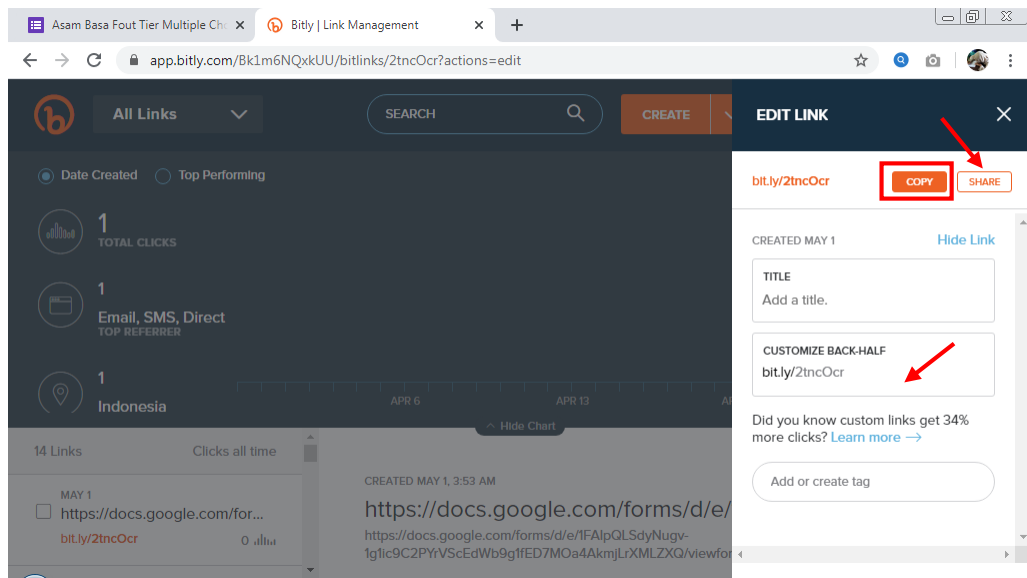 Asam Basa Fout Tier Multiple Cho
Bitly | Link Management
app.bitly.com/Bk1m6NQxkUU/bitlinks/2tncOcr?actions=edit
All Links
SEARCH
CREATE
EDIT LINK
Date Created
Top Performing
bit.ly/2tncOcr
COPY
SHARE
1
TOTAL CLICKS
CREATED MAY 1
Hide Link
TITLE
Add a title.
1
Email, SMS, Direct
TOP REFERRER
CUSTOMIZE BACK-HALF
bit.ly/2tncOcr
1
Indonesia
APR 6
APR 13
AP
Hide Chart
Did you know custom links get 34%
more clicks? Learn more →
14 Links
Clicks all time
Add or create tag
MAY 1
https://docs.google.com/for...
bit.ly/2tncOcr
0
CREATED MAY 1, 3:53 AM
https://docs.google.com/forms/d/e/
https://docs.google.com/forms/d/e/1FAIpQLSdyNugv-
1g1ic9C2PYrVScEdWb9g1fED7MOa4AkmjLrXMLZXQ/viewfor